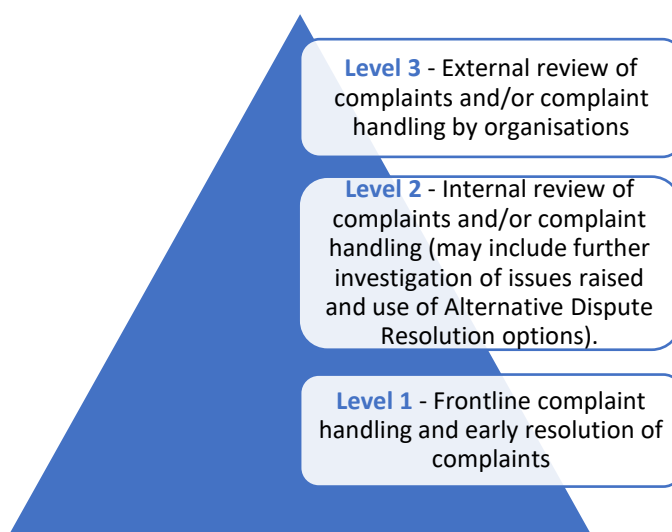 Level 3 - External review of
complaints and/or complaint
handling by organisations
Level 2 - Internal review of
complaints and/or complaint
handling (may include further
investigation of issues raised
and use of Alternative Dispute
Resolution options).
Level 1 - Frontline complaint
handling and early resolution of
complaints